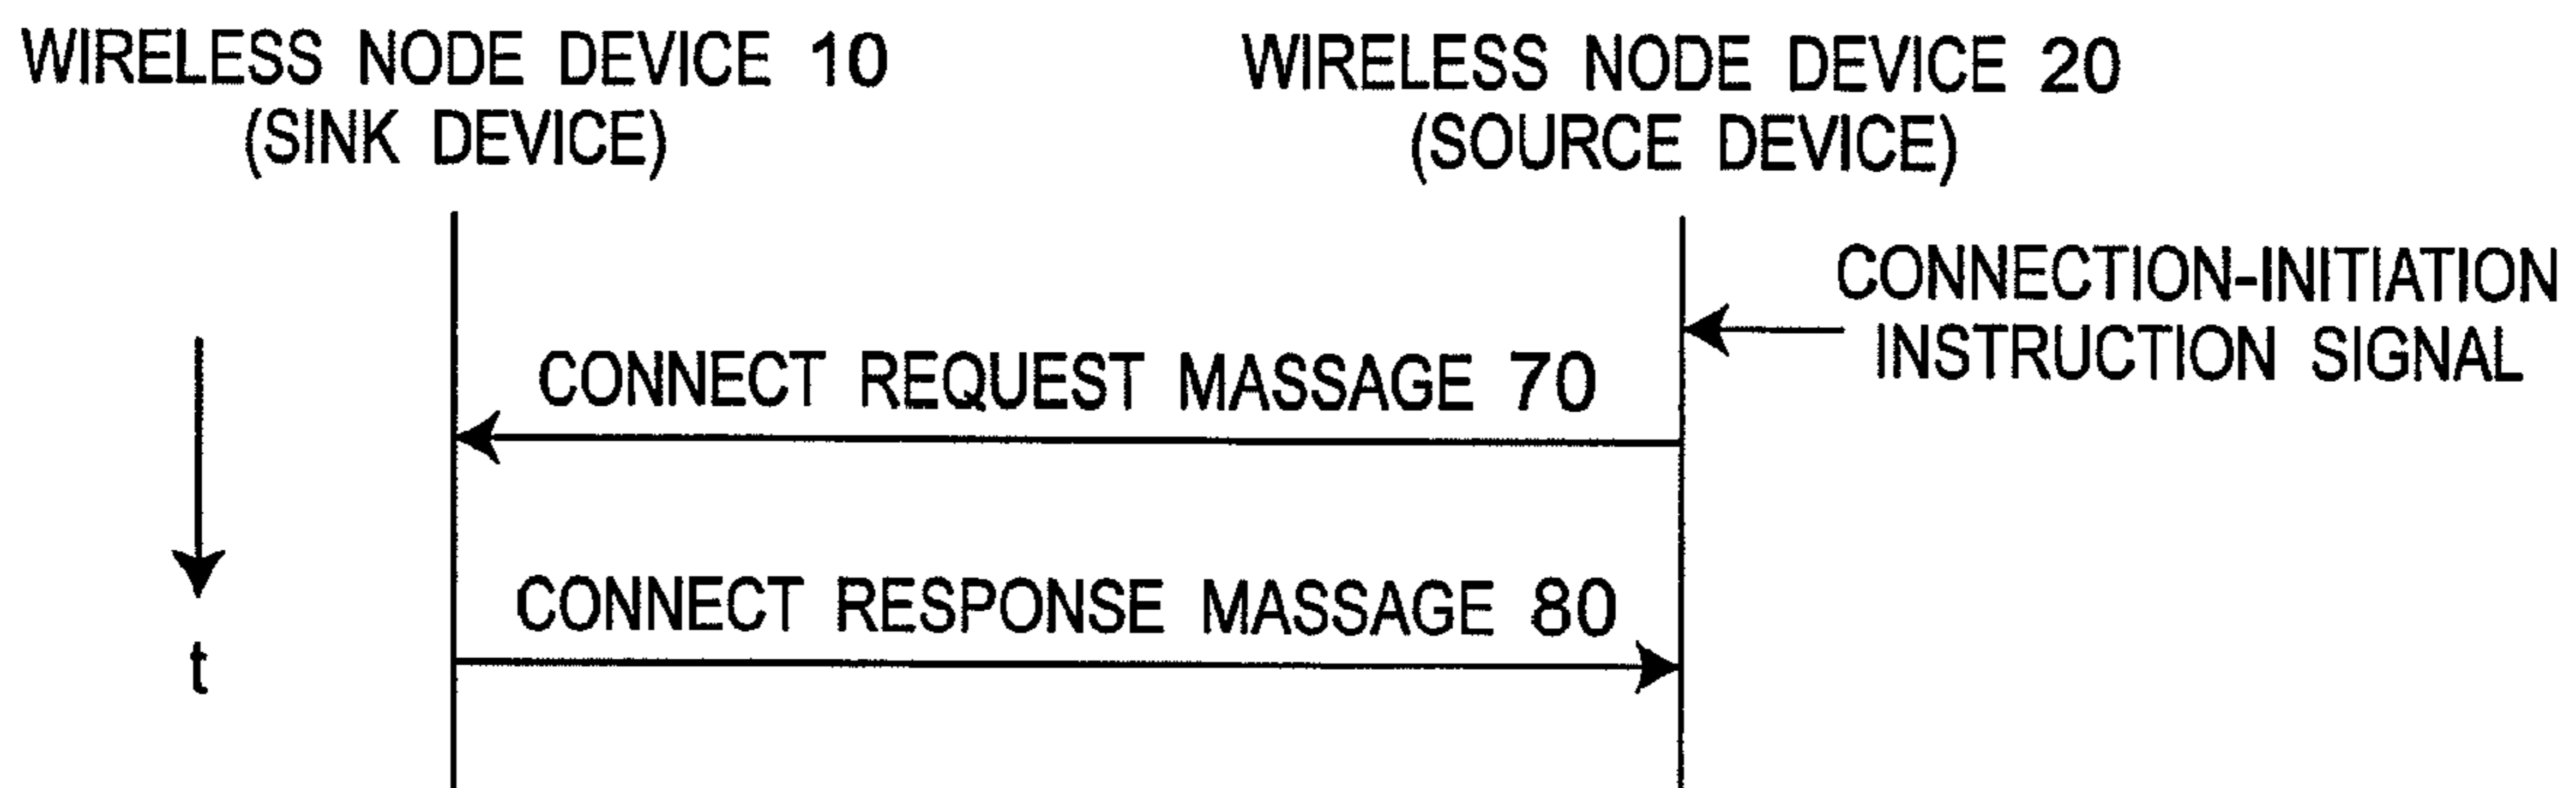 WIRELESS NODE DEVICE 10
(SINK DEVICE)
WIRELESS NODE DEVICE 20
(SOURCE DEVICE)
CONNECTION-INITIATION
INSTRUCTION SIGNAL
CONNECT REQUEST MASSAGE 70
CONNECT RESPONSE MASSAGE 80
t